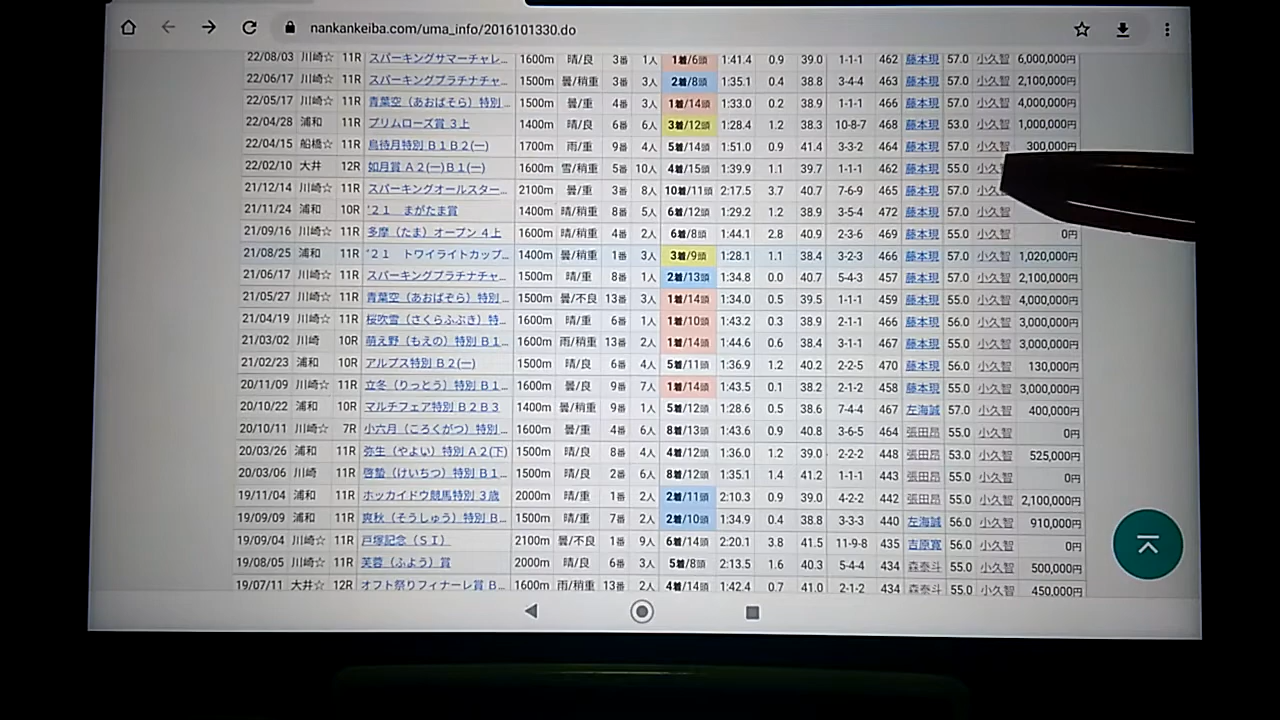 nankankeiba.com/uma_info/2016101330.do
22/08/03 川崎☆ 11R スパーキングサマーチャレ... 1600m 晴/良 3番 1人 1着/6頭 1:41.4 0.9 39.0 1-1-1 462 藤本現 57.0 小久智 6,000,000円
22/06/17 川崎☆ 11R スパーキングプラチナチャ... 1500m 曇/稍重 3番 3人 2着/8頭 1:35.1 0.4 38.8 3-4-4 463 藤本現 57.0 小久智 2,100,000円
22/05/17 川崎☆ 11R 青葉空（あおばぞら）特別... 1500m 曇/重 4番 3人 1着/14頭 1:33.0 0.2 38.9 1-1-1 466 藤本現 57.0 小久智 4,000,000円
22/04/28 浦和 11R プリムローズ賞 3上 1400m 晴/良 6番 6人 3着/12頭 1:28.4 1.2 38.3 10-8-7 468 藤本現 53.0 小久智 1,000,000円
22/04/15 船橋☆ 11R 鳥待月特別 B1B2(一) 1700m 雨/重 9番 4人 5着/14頭 1:51.0 0.9 41.4 3-3-2 464 藤本現 57.0 小久智 300,000円
22/02/10 大井 12R 如月賞 A2(一)B1(一) 1600m 雪/稍重 5番 10人 4着/15頭 1:39.9 1.1 39.7 1-1-1 462 藤本現 55.0 小久
21/12/14 川崎☆ 11R スパーキングオールスター... 2100m 曇/重 3番 8人 10着/11頭 2:17.5 3.7 40.7 7-6-9 465 藤本現 57.0 小久
21/11/24 浦和 10R '21 まがたま賞 1400m 晴/稍重 8番 5人 6着/12頭 1:29.2 1.2 38.9 3-5-4 472 藤本現 57.0 小久智
21/09/16 川崎☆ 11R 多摩（たま）オープン 4上 1600m 晴/稍重 4番 2人 6着/8頭 1:44.1 2.8 40.9 2-3-6 469 藤本現 55.0 小久智 0円
21/08/25 浦和 11R '21 トワイライトカップ... 1400m 曇/稍重 1番 3人 3着/9頭 1:28.1 1.1 38.4 3-2-3 466 藤本現 55.0 小久智 1,020,000円
21/06/17 川崎☆ 11R スパーキングプラチナチャ... 1500m 晴/重 8番 1人 2着/13頭 1:34.8 0.0 40.7 5-4-3 457 藤本現 55.0 小久智 2,100,000円
21/05/27 川崎☆ 11R 青葉空（あおばぞら）特別... 1500m 曇/不良 13番 3人 1着/14頭 1:34.0 0.5 39.5 1-1-1 459 藤本現 55.0 小久智 4,000,000円
21/04/19 川崎☆ 11R 桜吹雪（さくらふぶき）特... 1600m 晴/重 6番 1人 1着/10頭 1:43.2 0.3 38.9 2-1-1 466 藤本現 56.0 小久智 3,000,000円
21/03/02 川崎 10R 萌え野（もえの）特別 B1... 1600m 雨/稍重 13番 2人 1着/14頭 1:44.6 0.6 38.4 3-1-1 467 藤本現 55.0 小久智 3,000,000円
21/02/23 浦和 10R アルプス特別 B2(一) 1500m 晴/良 6番 4人 5着/11頭 1:36.9 1.2 40.2 2-2-5 470 藤本現 56.0 小久智 130,000円
20/11/09 川崎☆ 11R 立冬（りっとう）特別 B1... 1600m 曇/良 9番 7人 1着/14頭 1:43.5 0.1 38.2 2-1-2 458 藤本現 55.0 小久智 3,000,000円
20/10/22 浦和 10R マルチフェア特別 B2B3 1400m 曇/稍重 9番 1人 5着/12頭 1:28.6 0.5 38.6 7-4-4 467 左海誠 57.0 小久智 400,000円
20/10/11 川崎☆ 7R 小六月（ころくがつ）特別... 1600m 曇/重 4番 6人 8着/13頭 1:43.6 0.9 40.8 3-6-5 464 張田昂 55.0 小久智 0円
20/03/26 浦和 11R 弥生（やよい）特別 A2(下) 1500m 晴/良 8番 4人 4着/12頭 1:36.0 1.2 39.0 2-2-2 448 張田昂 53.0 小久智 525,000円
20/03/06 川崎 11R 啓蟄（けいちつ）特別 B1... 1500m 晴/良 2番 6人 8着/12頭 1:35.1 1.4 41.2 1-1-1 443 張田昂 55.0 小久智 0円
19/11/04 浦和 11R ホッカイドウ競馬特別 3歳 2000m 晴/重 1番 2人 2着/11頭 2:10.3 0.9 39.0 4-2-2 442 張田昂 55.0 小久智 2,100,000円
19/09/09 浦和 11R 爽秋（そうしゅう）特別 B... 1500m 晴/重 7番 2人 2着/10頭 1:34.9 0.4 38.8 3-3-3 440 左海誠 56.0 小久智 910,000円
19/09/04 川崎☆ 11R 戸塚記念（SⅠ） 2100m 曇/不良 1番 9人 6着/14頭 2:20.1 3.8 41.5 11-9-8 435 吉原寛 56.0 小久智 0円
19/08/05 川崎☆ 11R 芙蓉（ふよう）賞 2000m 晴/良 6番 3人 5着/8頭 2:13.5 1.6 40.3 5-4-4 434 森泰斗 55.0 小久智 500,000円
19/07/11 大井☆ 12R オフト祭りフィナーレ賞 B... 1600m 雨/稍重 13番 2人 4着/14頭 1:42.4 0.7 41.0 2-1-2 434 森泰斗 55.0 小久智 450,000円